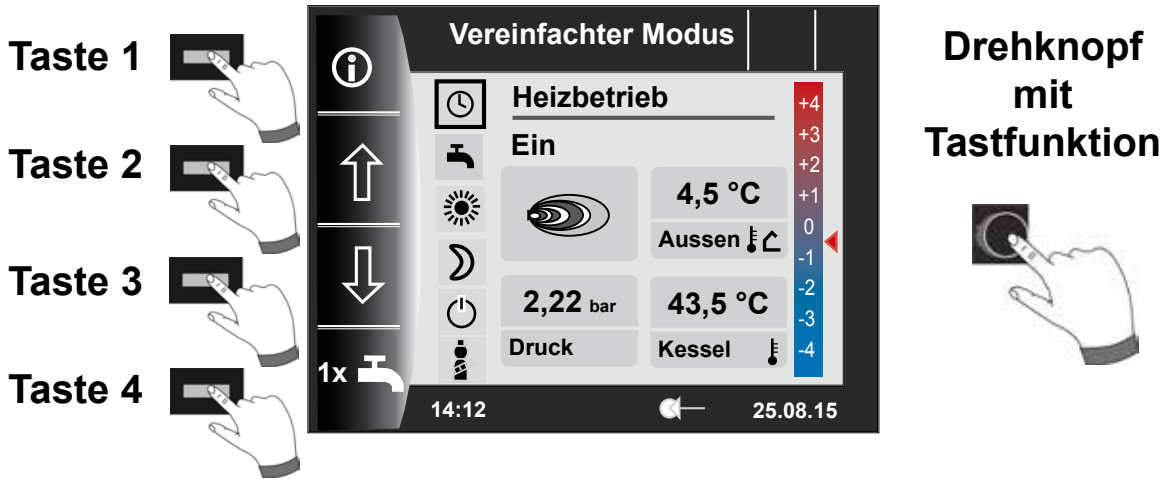 Taste 1
Taste 2
Taste 3
Taste 4
Vereinfachter Modus
i
Heizbetrieb
Ein
4,5 °C
Aussen
2,22 bar
Druck
43,5 °C
Kessel
+4
+3
+2
+1
0
-1
-2
-3
-4
1x
14:12
25.08.15
Drehknopf
mit
Tastfunktion